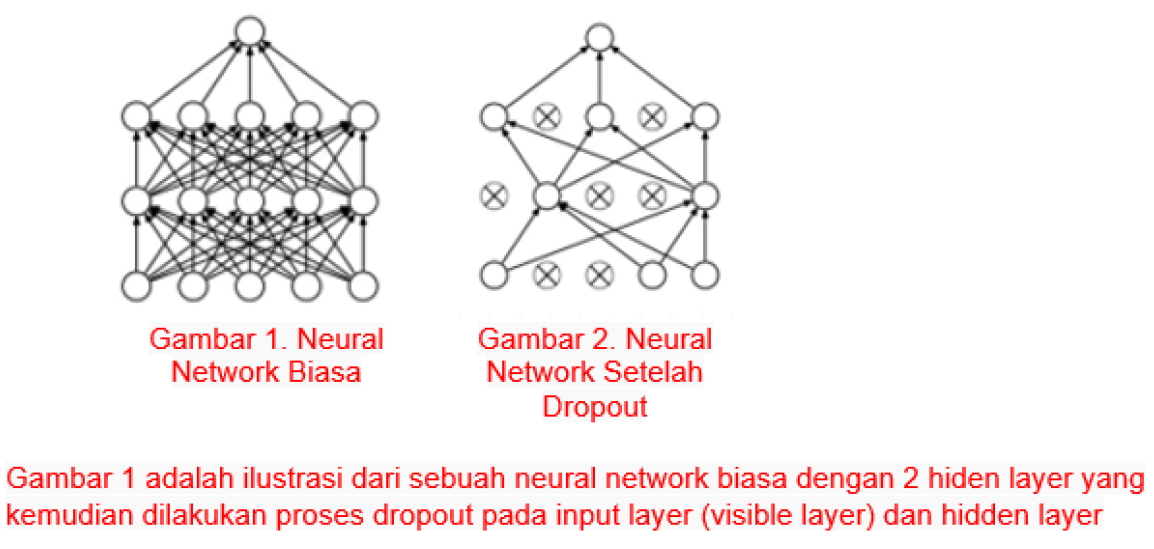 Gambar 1. Neural
Network Biasa
Gambar 2. Neural
Network Setelah
Dropout
Gambar 1 adalah ilustrasi dari sebuah neural network biasa dengan 2 hiden layer yang
kemudian dilakukan proses dropout pada input layer (visible layer) dan hidden layer